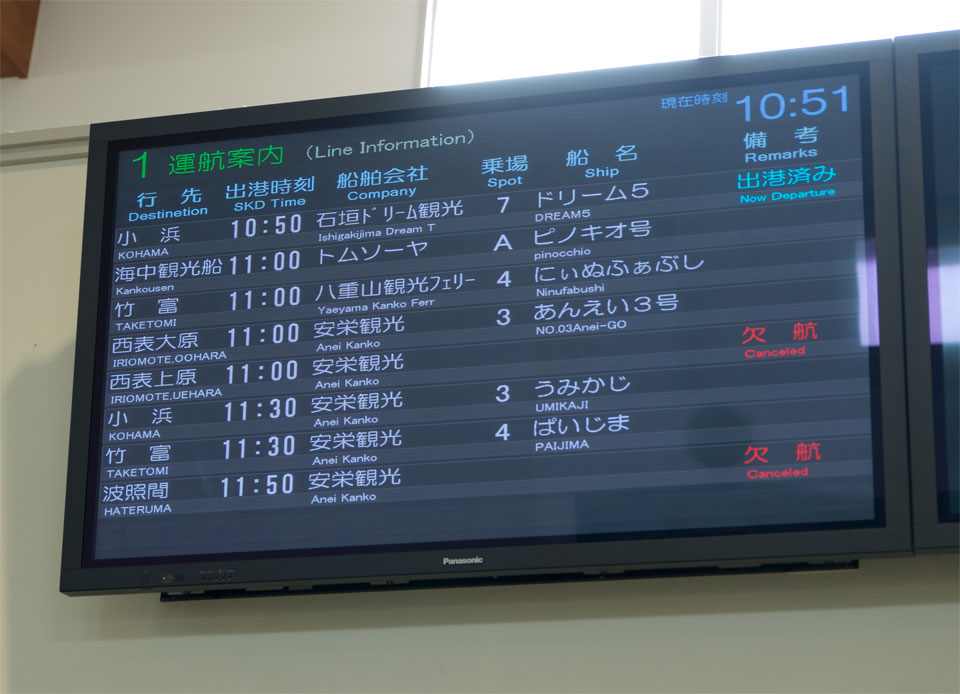 現在時刻 10:51
1 運航案内 (Line Information)
行先 出港時刻 船舶会社 乗場 船名 備考
Destinetion SKD Time Company Spot Ship Remarks
小浜 10:50 石垣ドリーム観光 7 ドリーム5 出港済み
KOHAMA Ishigakijima Dream T DREAM5 Now Departure
海中観光船 11:00 トムソーヤ A ピノキオ号
Kankousen pinocchio
竹富 11:00 八重山観光フェリー 4 にぃぬふぁぶし
TAKETOMI Yaeyama Kanko Ferr Ninufabushi
西表大原 11:00 安栄観光 3 あんえい3号
IRIOMOTE,OOHARA Anei Kanko NO.03Anei-GO
西表上原 11:00 安栄観光 欠航
IRIOMOTE,UEHARA Anei Kanko Canceled
小浜 11:30 安栄観光 3 うみかじ
KOHAMA Anei Kanko UMIKAJI
竹富 11:30 安栄観光 4 ぱいじま
TAKETOMI Anei Kanko PAIJIMA
波照間 11:50 安栄観光 欠航
HATERUMA Anei Kanko Canceled
Panasonic